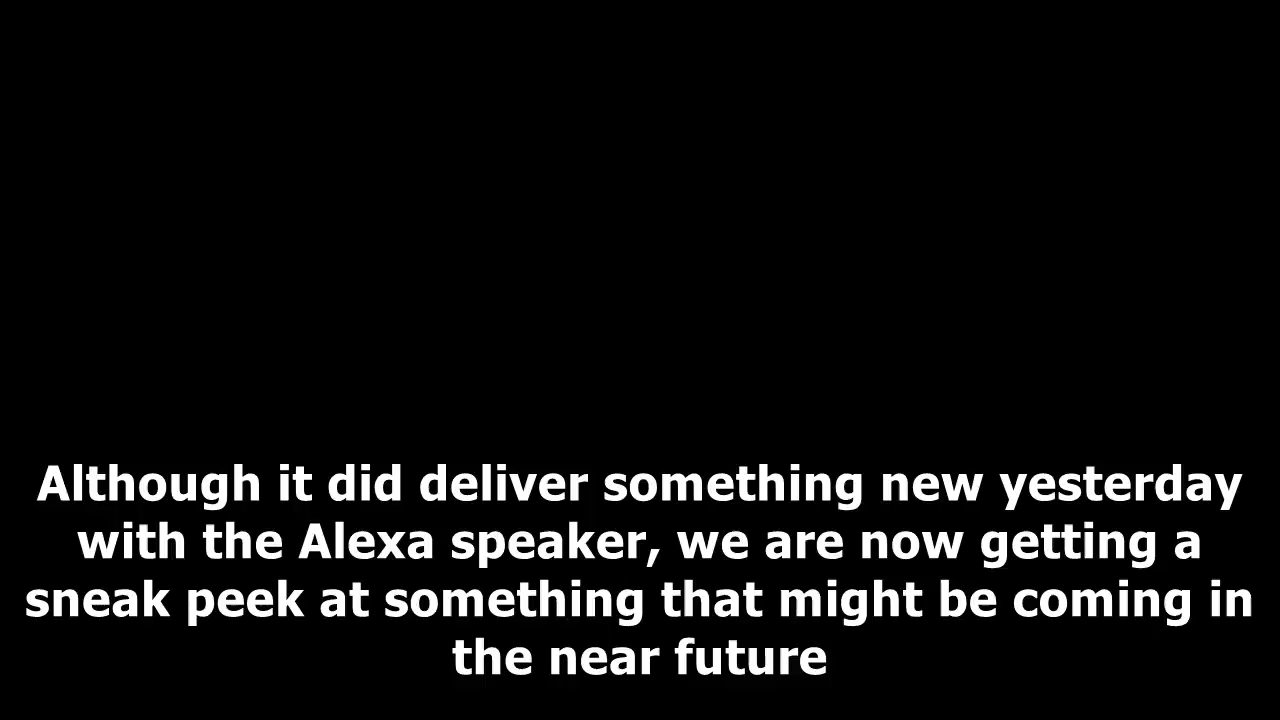 Although it did deliver something new yesterday
with the Alexa speaker, we are now getting a
sneak peek at something that might be coming in
the near future